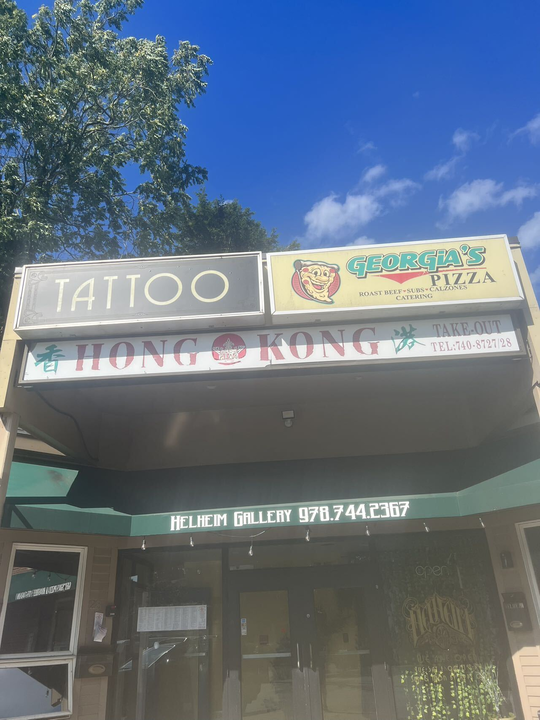 TATTOO
GEORGIA'S
PIZZA
ROAST BEEF • SUBS • CALZONES
CATERING
香 HONG KONG 港
TAKE-OUT
TEL:740-8727/28
HELHEIM GALLERY 978.744.2367
OPEN